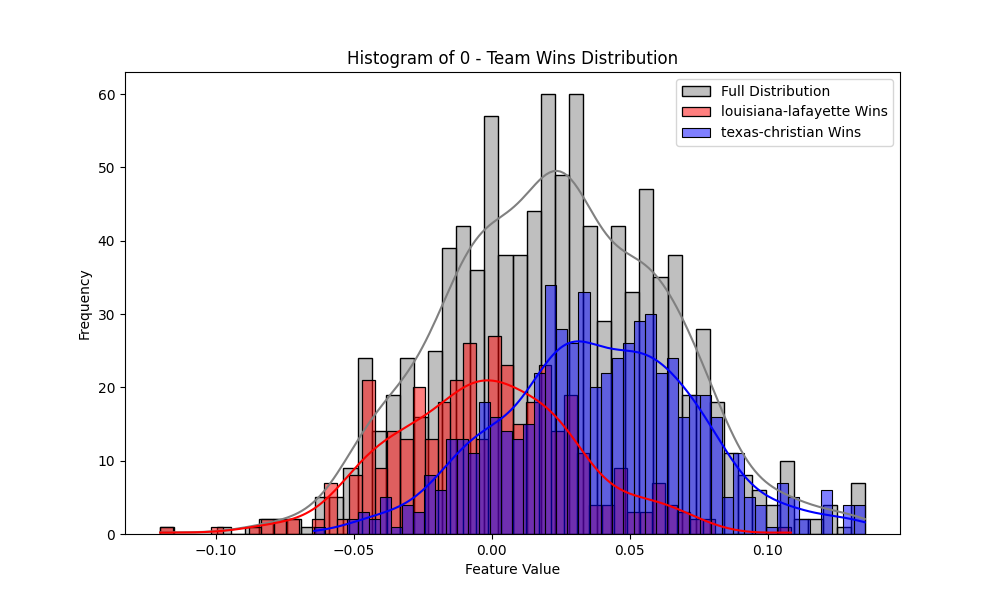 Histogram of 0 - Team Wins Distribution
Full Distribution
louisiana-lafayette Wins
texas-christian Wins
60
50
40
30
20
10
0
Frequency
−0.10 −0.05 0.00 0.05 0.10
Feature Value